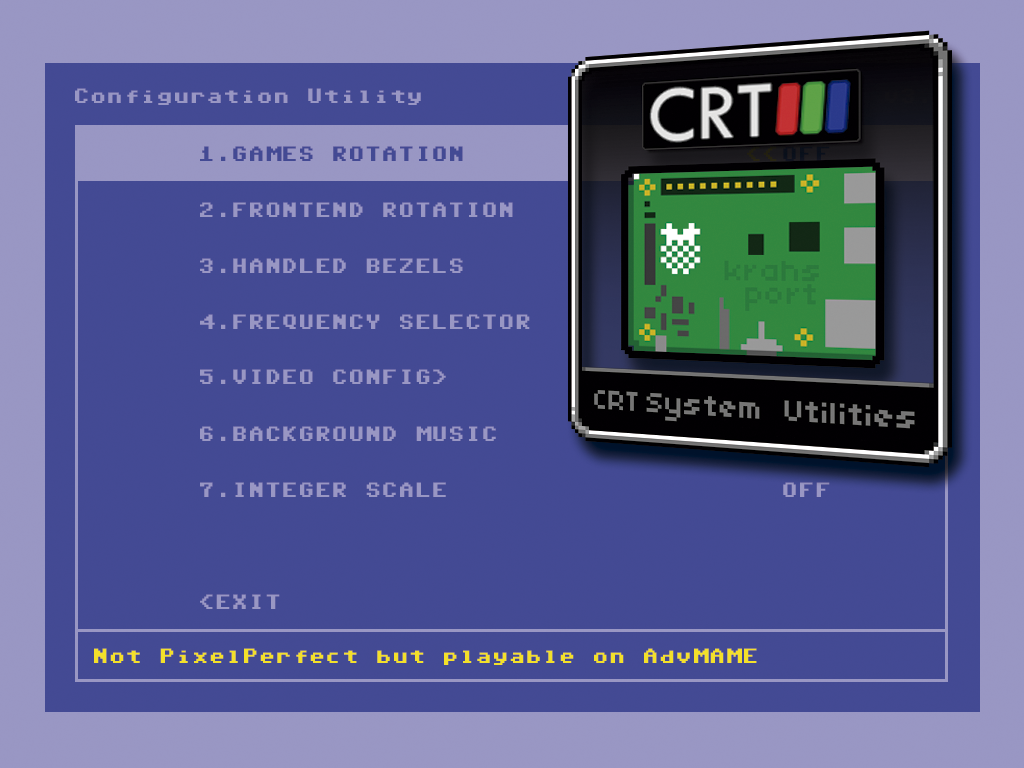 Configuration Utility
1.GAMES ROTATION <<OFF
2.FRONTEND ROTATION
3.HANDLED BEZELS
4.FREQUENCY SELECTOR
5.VIDEO CONFIG>
6.BACKGROUND MUSIC
7.INTEGER SCALE OFF
<EXIT
Not PixelPerfect but playable on AdvMAME
CRT
krahs
port
CRT System Utilities